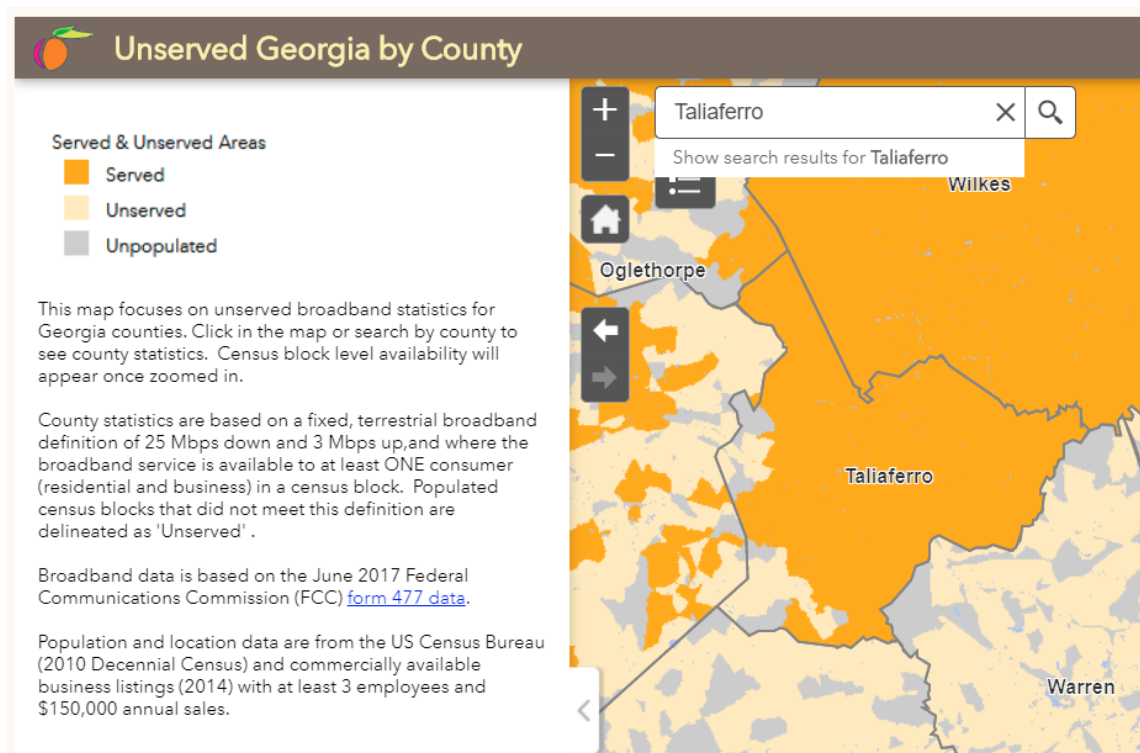 Unserved Georgia by County
Served & Unserved Areas
Served
Unserved
Unpopulated
This map focuses on unserved broadband statistics for
Georgia counties. Click in the map or search by county to
see county statistics. Census block level availability will
appear once zoomed in.
County statistics are based on a fixed, terrestrial broadband
definition of 25 Mbps down and 3 Mbps up,and where the
broadband service is available to at least ONE consumer
(residential and business) in a census block. Populated
census blocks that did not meet this definition are
delineated as 'Unserved' .
Broadband data is based on the June 2017 Federal
Communications Commission (FCC) form 477 data.
Population and location data are from the US Census Bureau
(2010 Decennial Census) and commercially available
business listings (2014) with at least 3 employees and
$150,000 annual sales.
Taliaferro
Show search results for Taliaferro
Wilkes
Oglethorpe
Taliaferro
Warren